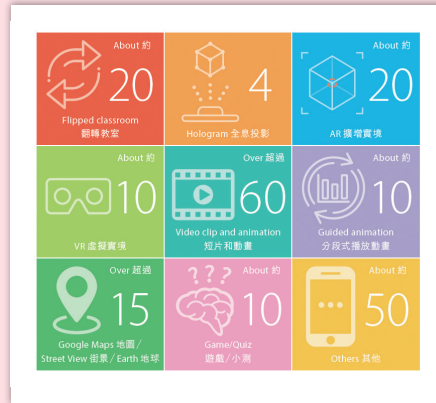 About 約
20
Flipped classroom
翻轉教室
4
Hologram 全息投影
About 約
20
AR 擴增實境
About 約
10
VR 虛擬實境
Over 超過
60
Video clip and animation
短片和動畫
About 約
10
Guided animation
分段式播放動畫
Over 超過
15
Google Maps 地圖/
Street View 街景/Earth 地球
??? About 約
10
Game/Quiz
遊戲/小測
About 約
50
Others 其他